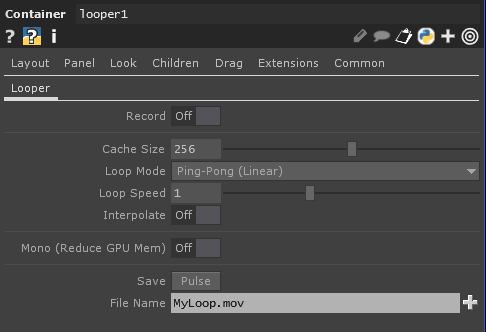 Container looper1
? ? i
Layout Panel Look Children Drag Extensions Common
Looper
Record Off
Cache Size 256
Loop Mode Ping-Pong (Linear)
Loop Speed 1
Interpolate Off
Mono (Reduce GPU Mem) Off
Save Pulse
File Name MyLoop.mov